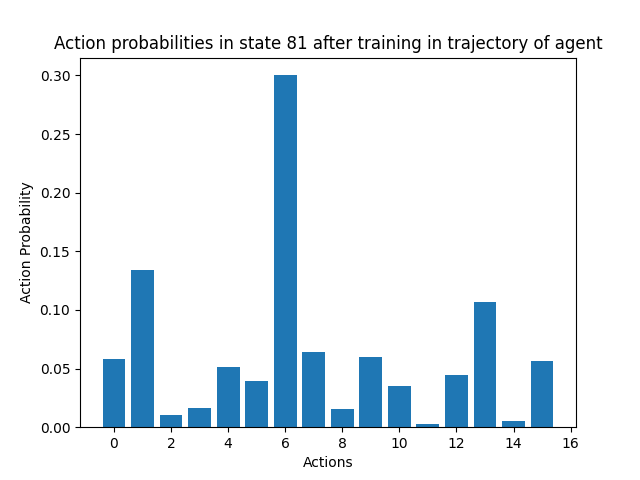 Action probabilities in state 81 after training in trajectory of agent
0.30
0.25
0.20
0.15
0.10
0.05
0.00
Action Probability
0 2 4 6 8 10 12 14 16
Actions